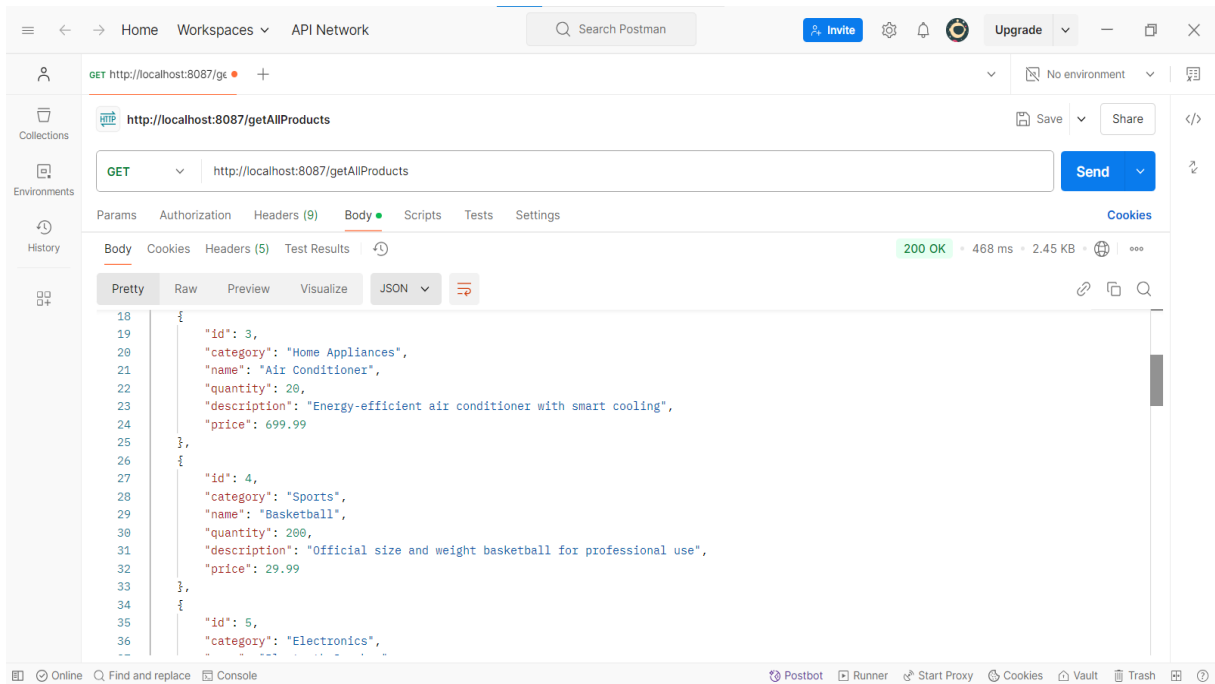 Home Workspaces API Network Search Postman Invite Upgrade
GET http://localhost:8087/ge No environment
HTTP http://localhost:8087/getAllProducts Save Share
Collections
Environments
History
GET http://localhost:8087/getAllProducts Send
Params Authorization Headers (9) Body Scripts Tests Settings Cookies
Body Cookies Headers (5) Test Results 200 OK 468 ms 2.45 KB
Pretty Raw Preview Visualize JSON
18 {
19 "id": 3,
20 "category": "Home Appliances",
21 "name": "Air Conditioner",
22 "quantity": 20,
23 "description": "Energy-efficient air conditioner with smart cooling",
24 "price": 699.99
25 },
26 {
27 "id": 4,
28 "category": "Sports",
29 "name": "Basketball",
30 "quantity": 200,
31 "description": "Official size and weight basketball for professional use",
32 "price": 29.99
33 },
34 {
35 "id": 5,
36 "category": "Electronics",
Online Find and replace Console Postbot Runner Start Proxy Cookies Vault Trash